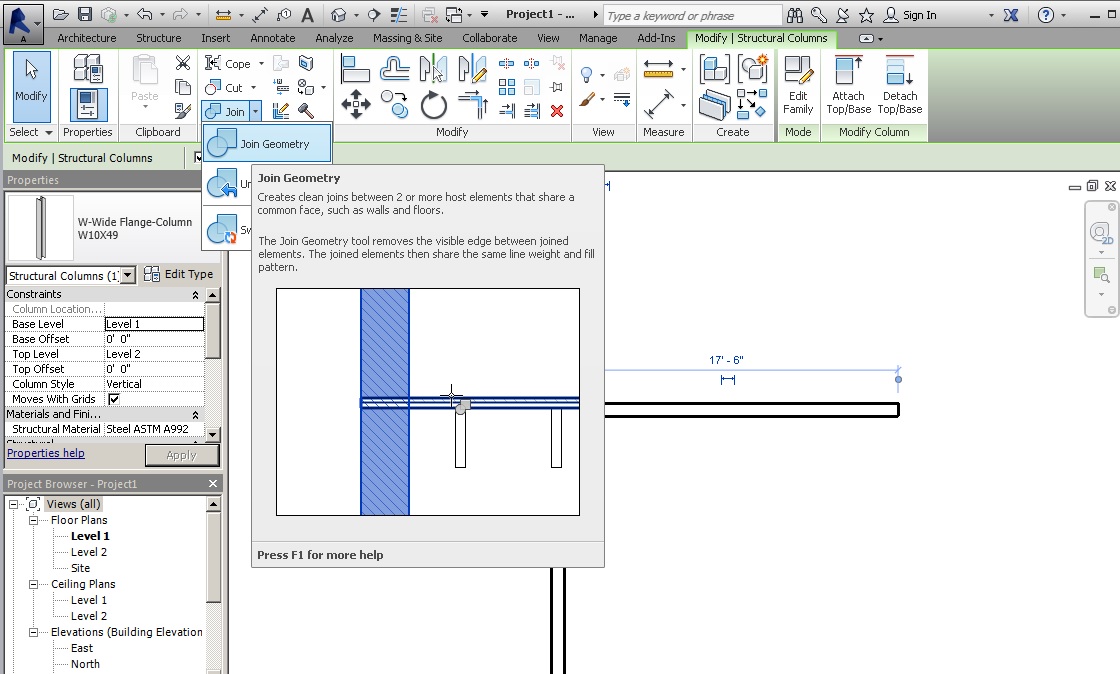 A
Project1 - ...
Type a keyword or phrase
Sign In
Architecture Structure Insert Annotate Analyze Massing & Site Collaborate View Manage Add-Ins Modify | Structural Columns
Modify
Paste
Cope
Cut
Join
Edit Family
Attach Top/Base
Detach Top/Base
Select Properties Clipboard Modify View Measure Create Mode Modify Column
Join Geometry
Un
Sw
Modify | Structural Columns
Join Geometry
Creates clean joins between 2 or more host elements that share a
common face, such as walls and floors.
The Join Geometry tool removes the visible edge between joined
elements. The joined elements then share the same line weight and fill
pattern.
Press F1 for more help
Properties
W-Wide Flange-Column
W10X49
Structural Columns (1)
Edit Type
Constraints
Column Location...
Base Level Level 1
Base Offset 0' 0"
Top Level Level 2
Top Offset 0' 0"
Column Style Vertical
Moves With Grids
Materials and Fini...
Structural Material Steel ASTM A992
Properties help
Apply
Project Browser - Project1
Views (all)
Floor Plans
Level 1
Level 2
Site
Ceiling Plans
Level 1
Level 2
Elevations (Building Elevation
East
North
17' - 6"
2D